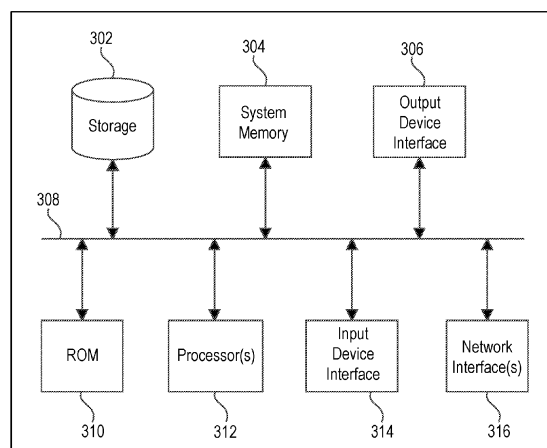 302
304
306
Storage
System
Memory
Output
Device
Interface
308
ROM
Processor(s)
Input
Device
Interface
Network
Interface(s)
310
312
314
316